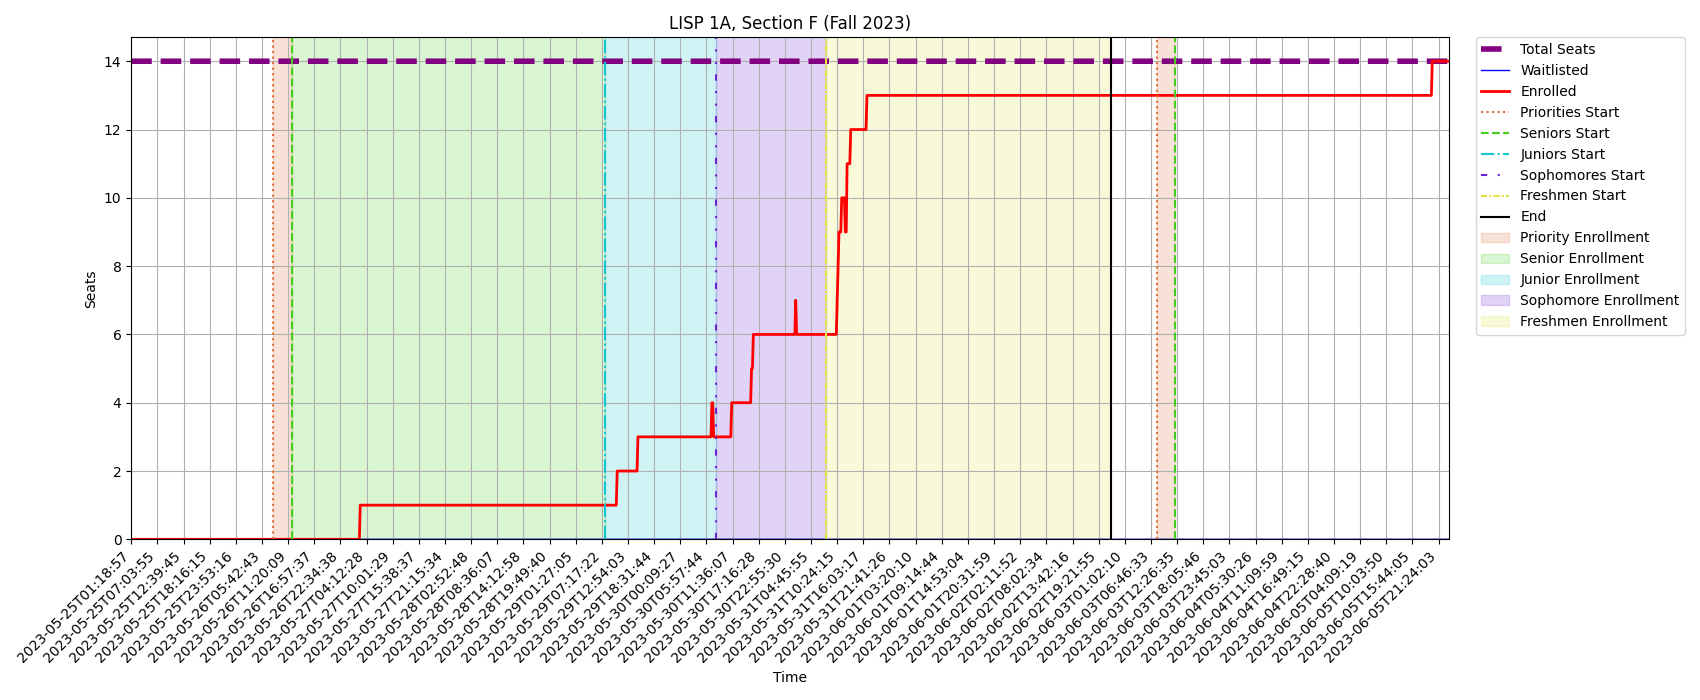 LISP 1A, Section F (Fall 2023)
Seats
14
12
10
8
6
4
2
0
2023-05-25T01:18:57
2023-05-25T07:03:55
2023-05-25T12:39:45
2023-05-25T18:16:15
2023-05-25T23:53:16
2023-05-26T05:42:43
2023-05-26T11:20:09
2023-05-26T16:57:37
2023-05-26T22:34:38
2023-05-27T04:12:28
2023-05-27T10:01:29
2023-05-27T15:38:37
2023-05-27T21:15:34
2023-05-28T02:52:48
2023-05-28T08:36:07
2023-05-28T14:12:58
2023-05-28T19:49:40
2023-05-29T01:27:05
2023-05-29T07:17:22
2023-05-29T12:54:03
2023-05-29T18:31:44
2023-05-30T00:09:27
2023-05-30T05:57:44
2023-05-30T11:36:07
2023-05-30T17:16:28
2023-05-30T22:55:30
2023-05-31T04:45:55
2023-05-31T10:24:15
2023-05-31T16:03:17
2023-05-31T21:41:26
2023-06-01T03:20:10
2023-06-01T09:14:44
2023-06-01T14:53:04
2023-06-01T20:31:59
2023-06-02T02:11:52
2023-06-02T08:02:34
2023-06-02T13:42:16
2023-06-02T19:21:55
2023-06-03T01:02:10
2023-06-03T06:46:33
2023-06-03T12:26:35
2023-06-03T18:05:46
2023-06-03T23:45:03
2023-06-04T05:30:26
2023-06-04T11:09:59
2023-06-04T16:49:15
2023-06-04T22:28:40
2023-06-05T04:09:19
2023-06-05T10:03:50
2023-06-05T15:44:05
2023-06-05T21:24:03
Time
Total Seats
Waitlisted
Enrolled
Priorities Start
Seniors Start
Juniors Start
Sophomores Start
Freshmen Start
End
Priority Enrollment
Senior Enrollment
Junior Enrollment
Sophomore Enrollment
Freshmen Enrollment